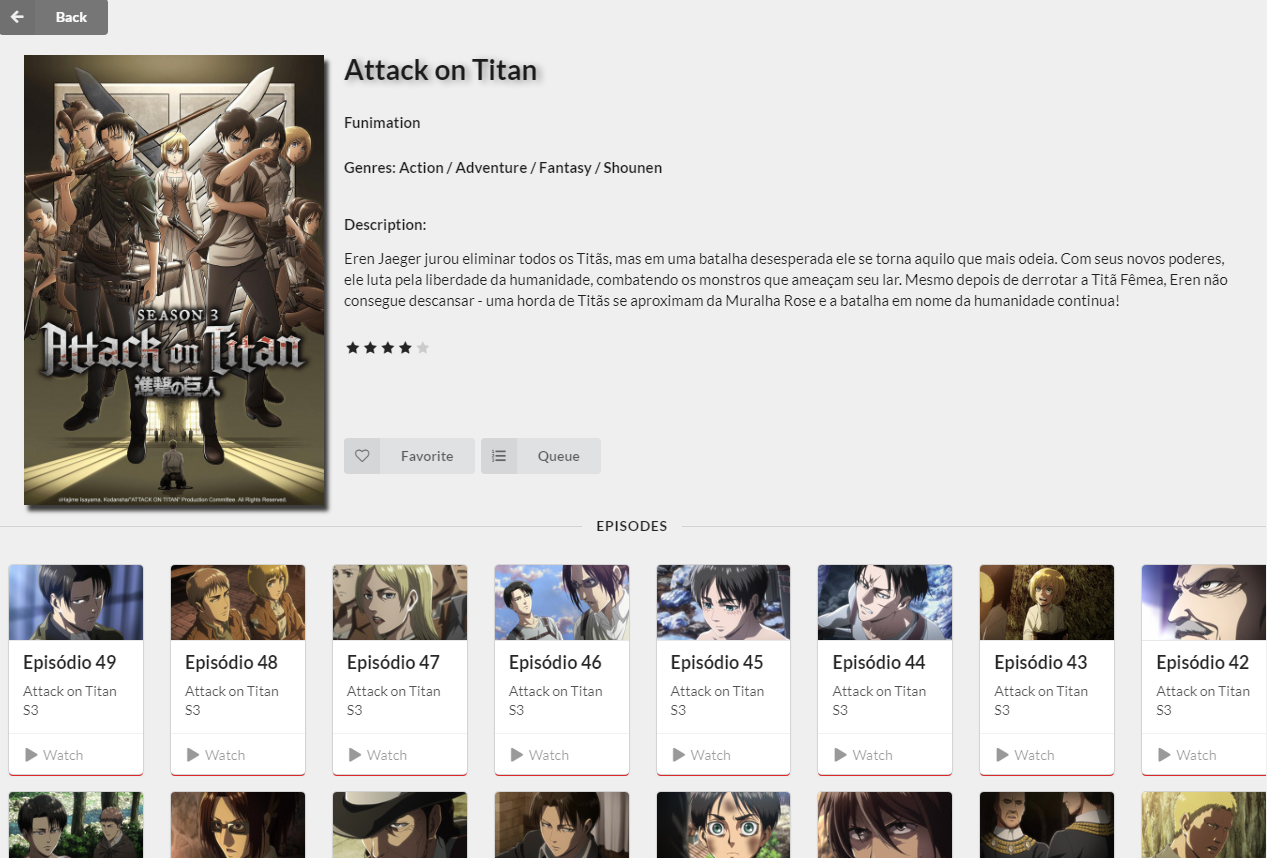 Back
Attack on Titan
Funimation
Genres: Action / Adventure / Fantasy / Shounen
Description:
Eren Jaeger jurou eliminar todos os Titãs, mas em uma batalha desesperada ele se torna aquilo que mais odeia. Com seus novos poderes,
ele luta pela liberdade da humanidade, combatendo os monstros que ameaçam seu lar. Mesmo depois de derrotar a Titã Fêmea, Eren não
consegue descansar - uma horda de Titãs se aproximam da Muralha Rose e a batalha em nome da humanidade continua!
SEASON 3
Attack on Titan
進撃の巨人
©Hajime Isayama, Kodansha/"ATTACK ON TITAN" Production Committee. All Rights Reserved.
Favorite
Queue
EPISODES
Episódio 49
Attack on Titan
S3
Watch
Episódio 48
Attack on Titan
S3
Watch
Episódio 47
Attack on Titan
S3
Watch
Episódio 46
Attack on Titan
S3
Watch
Episódio 45
Attack on Titan
S3
Watch
Episódio 44
Attack on Titan
S3
Watch
Episódio 43
Attack on Titan
S3
Watch
Episódio 42
Attack on Titan
S3
Watch